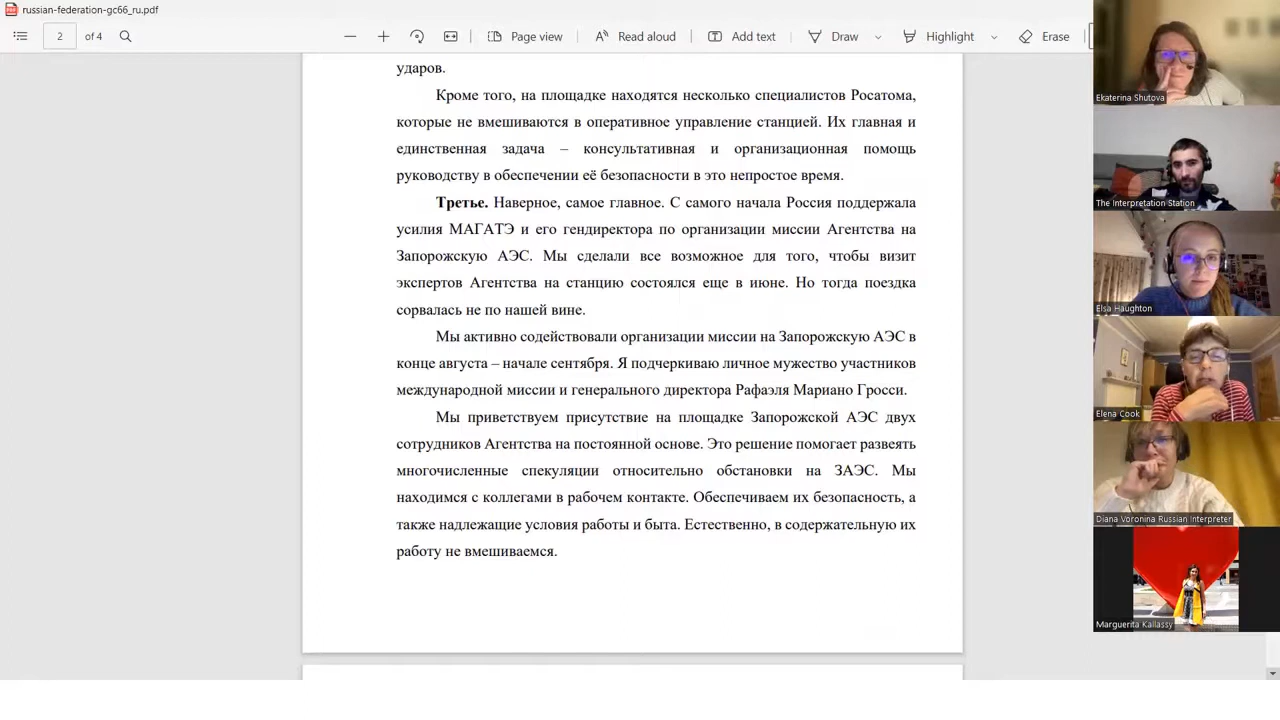 russian-federation-gc66_ru.pdf
2
of 4
Page view
Read aloud
Add text
Draw
Highlight
Erase
ударов.
Кроме того, на площадке находятся несколько специалистов Росатома,
которые не вмешиваются в оперативное управление станцией. Их главная и
единственная задача – консультативная и организационная помощь
руководству в обеспечении её безопасности в это непростое время.
Третье. Наверное, самое главное. С самого начала Россия поддержала
усилия МАГАТЭ и его гендиректора по организации миссии Агентства на
Запорожскую АЭС. Мы сделали все возможное для того, чтобы визит
экспертов Агентства на станцию состоялся еще в июне. Но тогда поездка
сорвалась не по нашей вине.
Мы активно содействовали организации миссии на Запорожскую АЭС в
конце августа – начале сентября. Я подчеркиваю личное мужество участников
международной миссии и генерального директора Рафаэля Мариано Гросси.
Мы приветствуем присутствие на площадке Запорожской АЭС двух
сотрудников Агентства на постоянной основе. Это решение помогает развеять
многочисленные спекуляции относительно обстановки на ЗАЭС. Мы
находимся с коллегами в рабочем контакте. Обеспечиваем их безопасность, а
также надлежащие условия работы и быта. Естественно, в содержательную их
работу не вмешиваемся.
Ekaterina Shutova
The Interpretation Station
Elsa Haughton
Elena Cook
Diana Voronina Russian Interpreter
Marguerita Kallassy